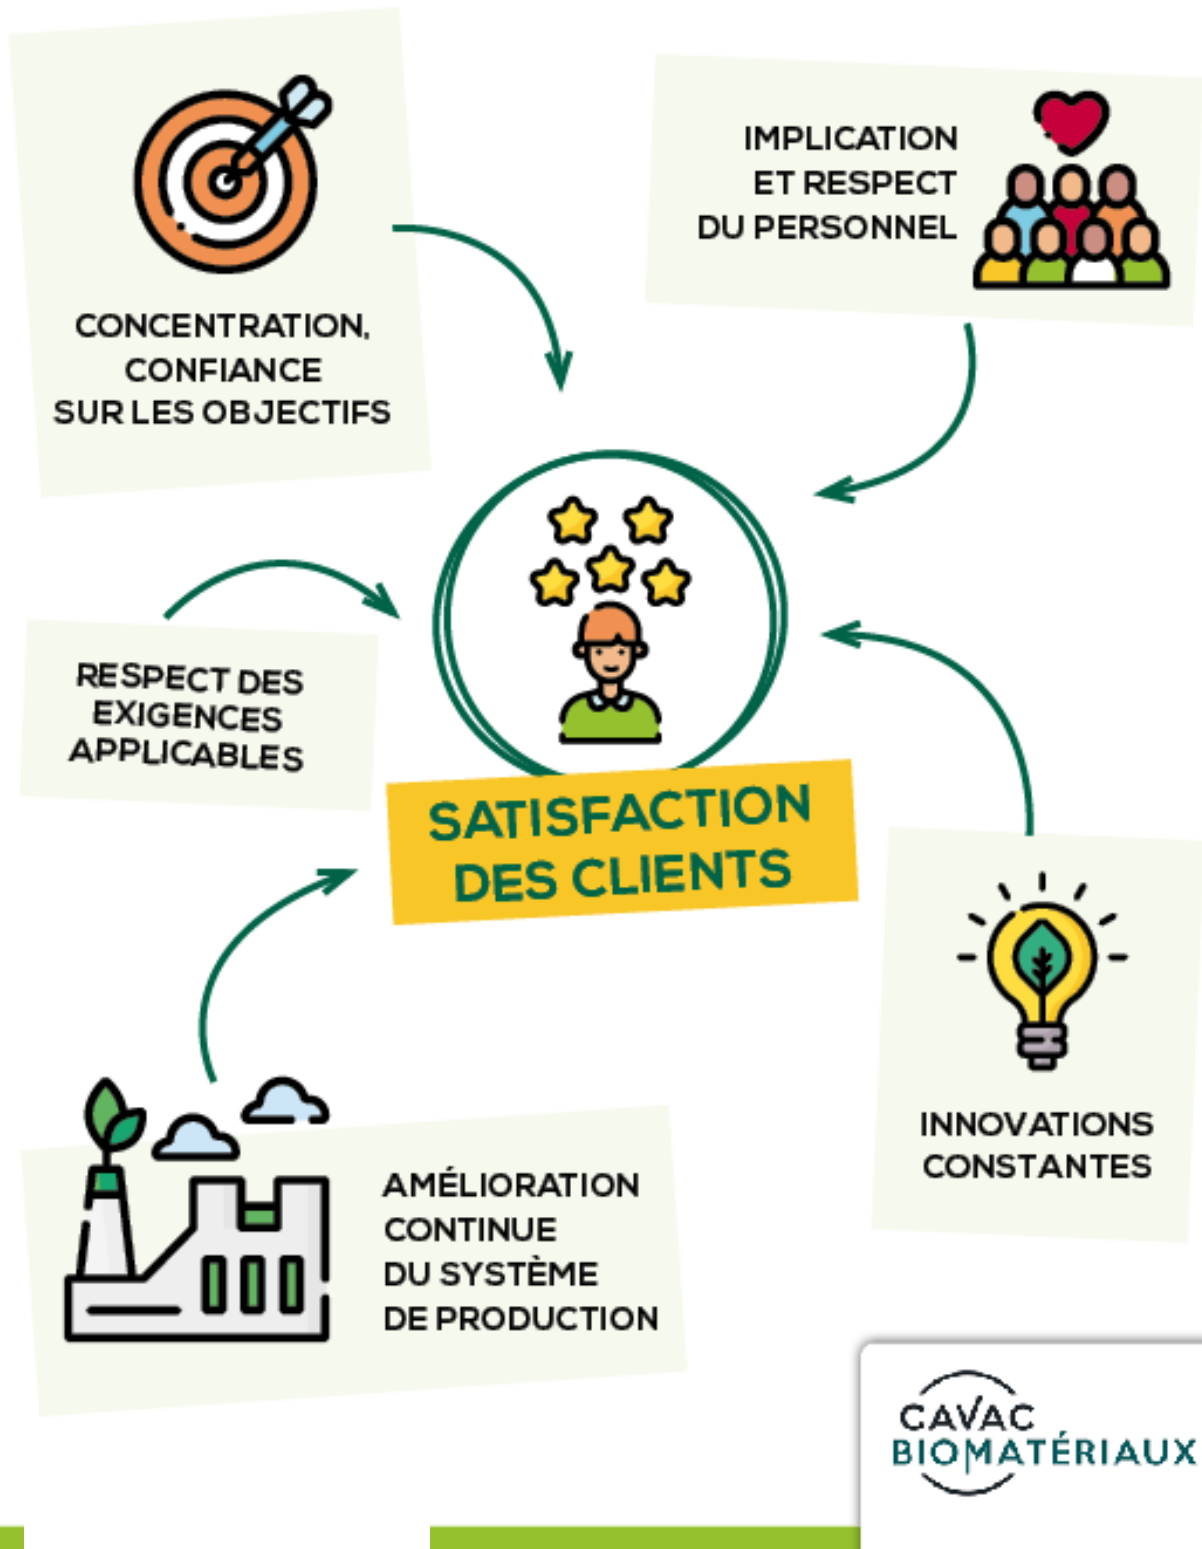 CONCENTRATION,
CONFIANCE
SUR LES OBJECTIFS
IMPLICATION
ET RESPECT
DU PERSONNEL
RESPECT DES
EXIGENCES
APPLICABLES
SATISFACTION
DES CLIENTS
INNOVATIONS
CONSTANTES
AMÉLIORATION
CONTINUE
DU SYSTÈME
DE PRODUCTION
CAVAC
BIOMATÉRIAUX